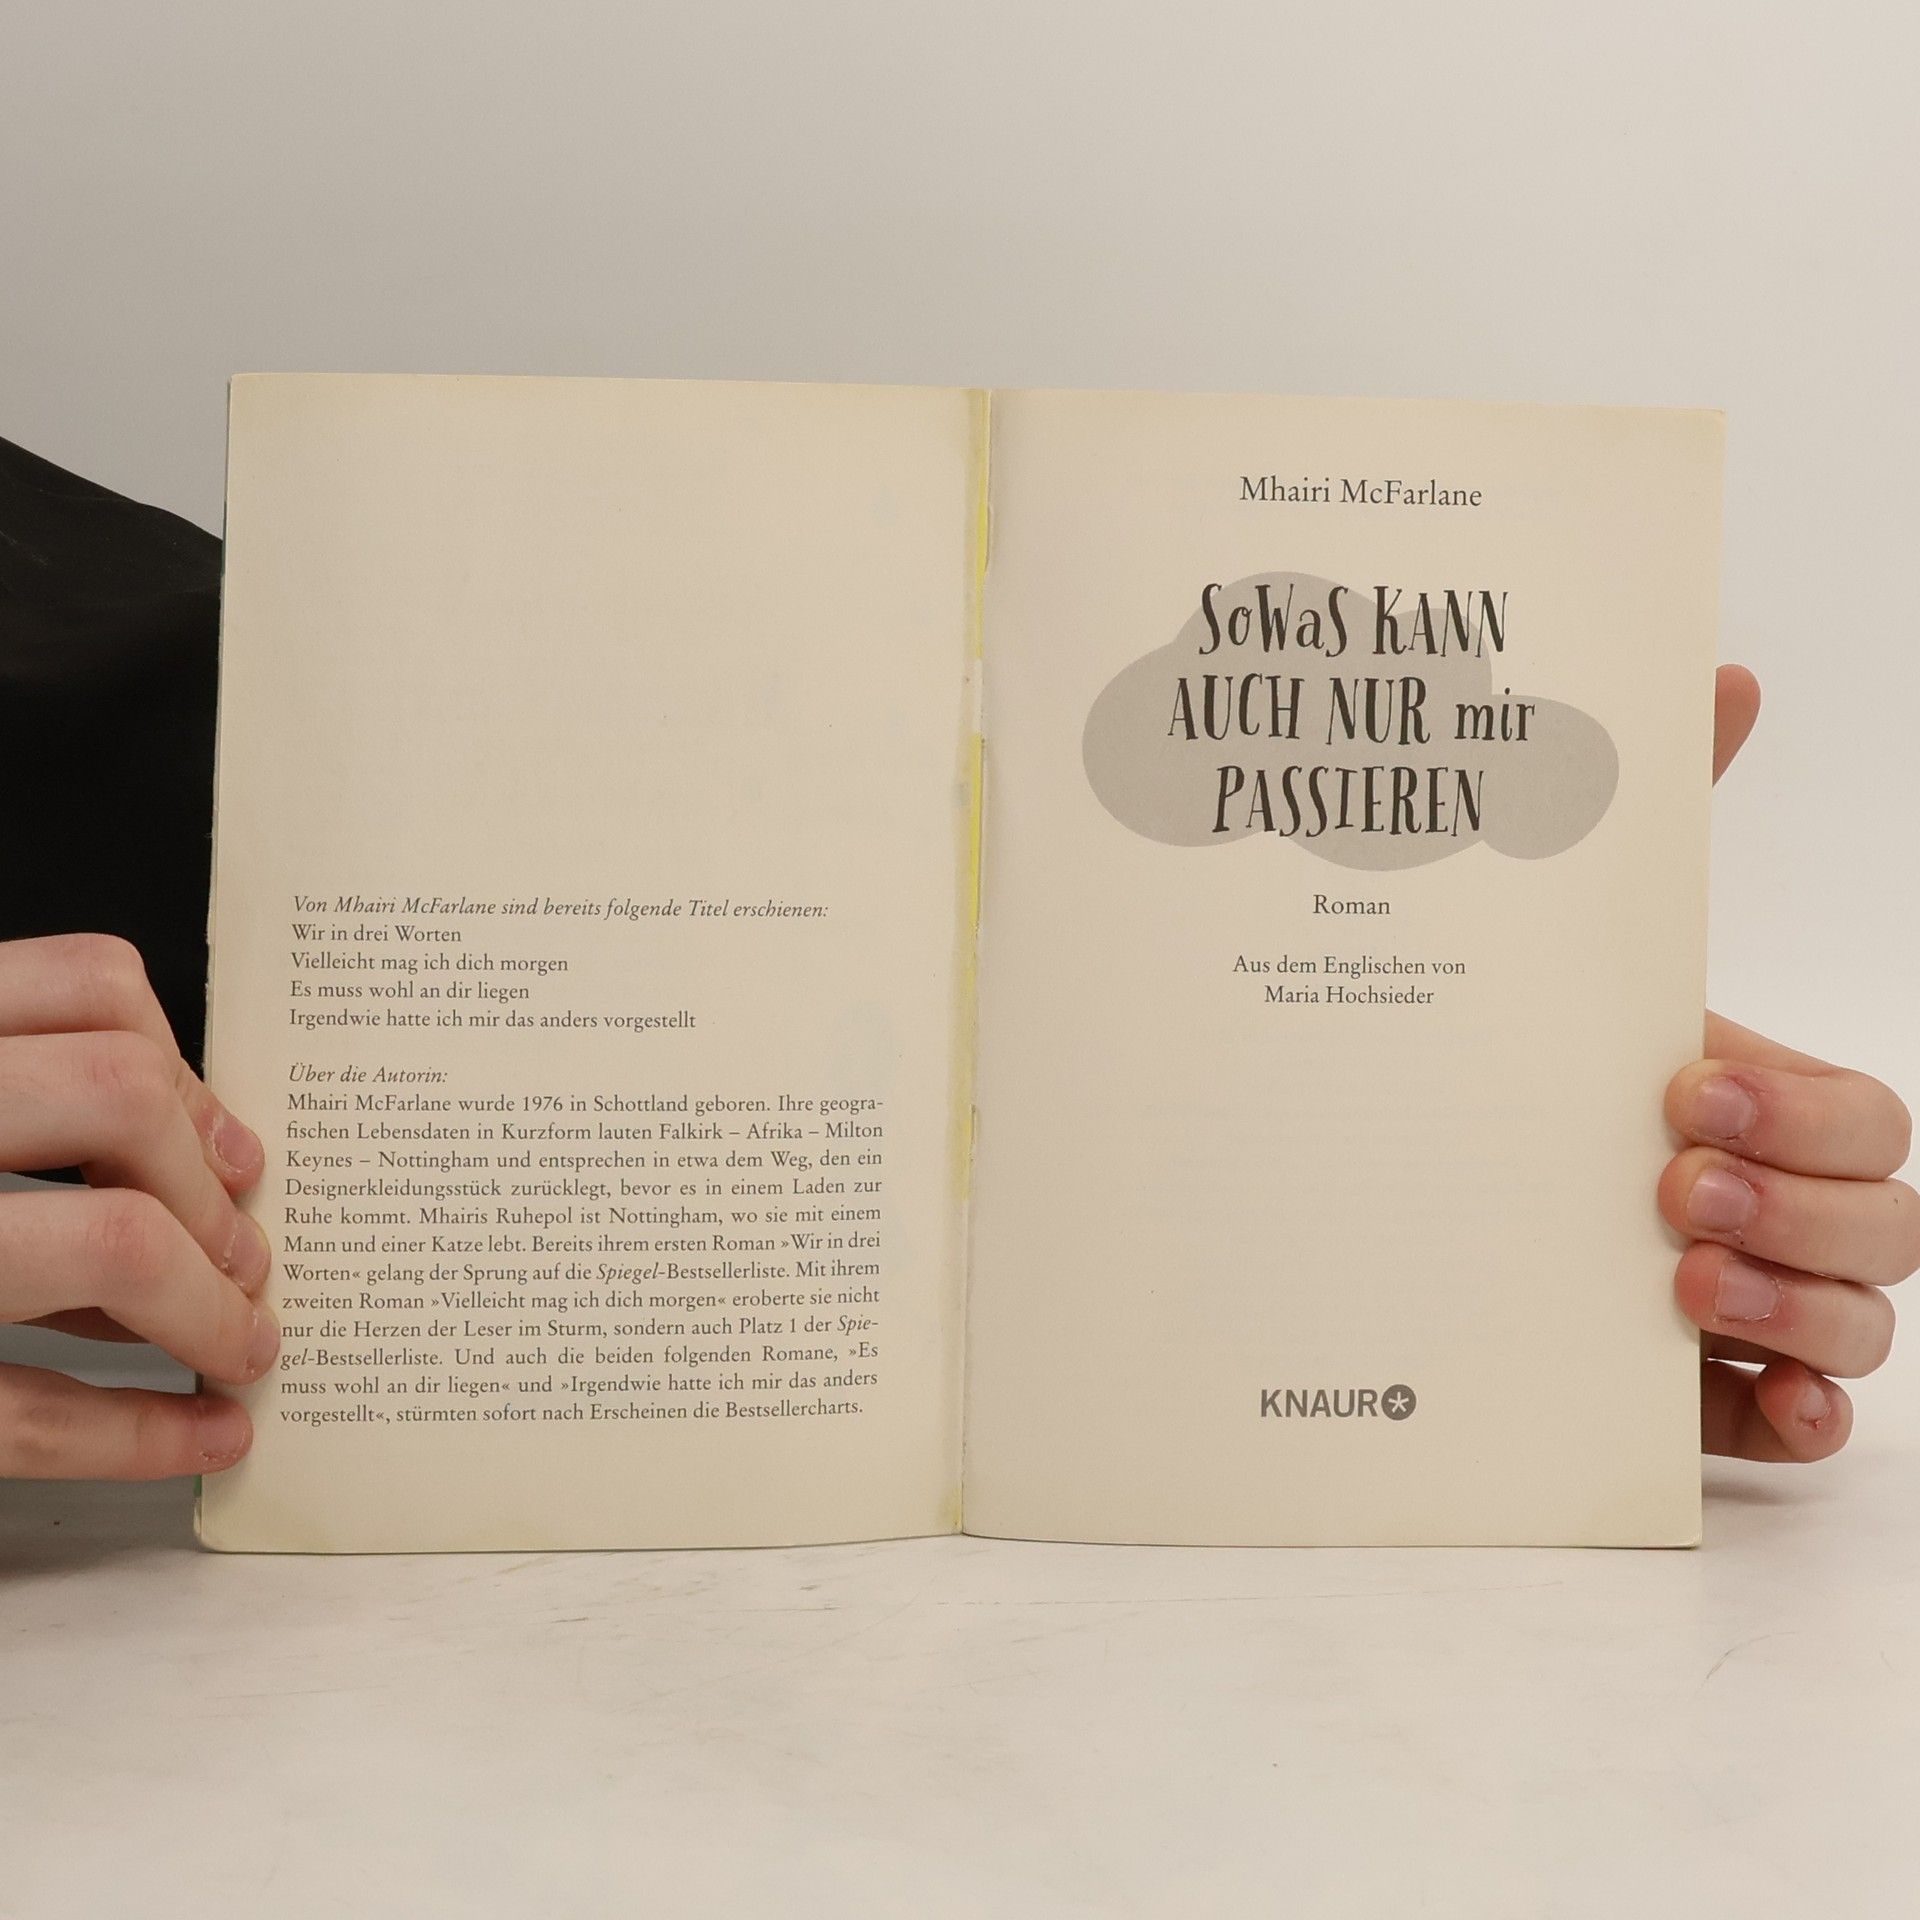 Von Mhairi McFarlane sind bereits folgende Titel erschienen:
Wir in drei Worten
Vielleicht mag ich dich morgen
Es muss wohl an dir liegen
Irgendwie hatte ich mir das anders vorgestellt
Über die Autorin:
Mhairi McFarlane wurde 1976 in Schottland geboren. Ihre geogra-
fischen Lebensdaten in Kurzform lauten Falkirk – Afrika – Milton
Keynes – Nottingham und entsprechen in etwa dem Weg, den ein
Designerkleidungsstück zurücklegt, bevor es in einem Laden zur
Ruhe kommt. Mhairis Ruhepol ist Nottingham, wo sie mit einem
Mann und einer Katze lebt. Bereits ihrem ersten Roman »Wir in drei
Worten« gelang der Sprung auf die Spiegel-Bestsellerliste. Mit ihrem
zweiten Roman »Vielleicht mag ich dich morgen« eroberte sie nicht
nur die Herzen der Leser im Sturm, sondern auch Platz 1 der Spie-
gel-Bestsellerliste. Und auch die beiden folgenden Romane, »Es
muss wohl an dir liegen« und »Irgendwie hatte ich mir das anders
vorgestellt«, stürmten sofort nach Erscheinen die Bestsellercharts.
Mhairi McFarlane
SoWaS KANN
AUCH NUR mir
PASSIEREN
Roman
Aus dem Englischen von
Maria Hochsieder
KNAUR